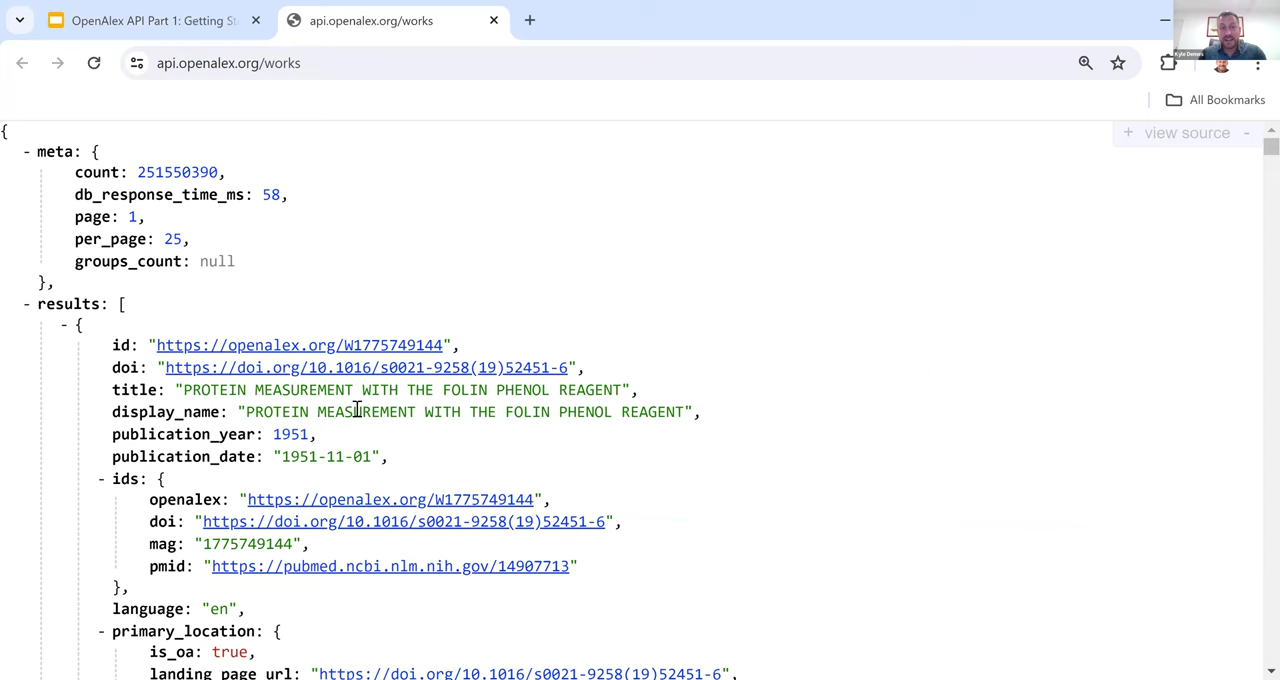 OpenAlex API Part 1: Getting St
api.openalex.org/works
api.openalex.org/works
Kyle Demes
All Bookmarks
+ view source -
{
- meta: {
count: 251550390,
db_response_time_ms: 58,
page: 1,
per_page: 25,
groups_count: null
},
- results: [
- {
id: "https://openalex.org/W1775749144",
doi: "https://doi.org/10.1016/s0021-9258(19)52451-6",
title: "PROTEIN MEASUREMENT WITH THE FOLIN PHENOL REAGENT",
display_name: "PROTEIN MEASUREMENT WITH THE FOLIN PHENOL REAGENT",
publication_year: 1951,
publication_date: "1951-11-01",
- ids: {
openalex: "https://openalex.org/W1775749144",
doi: "https://doi.org/10.1016/s0021-9258(19)52451-6",
mag: "1775749144",
pmid: "https://pubmed.ncbi.nlm.nih.gov/14907713"
},
language: "en",
- primary_location: {
is_oa: true,
landing_page_url: "https://doi.org/10.1016/s0021-9258(19)52451-6",